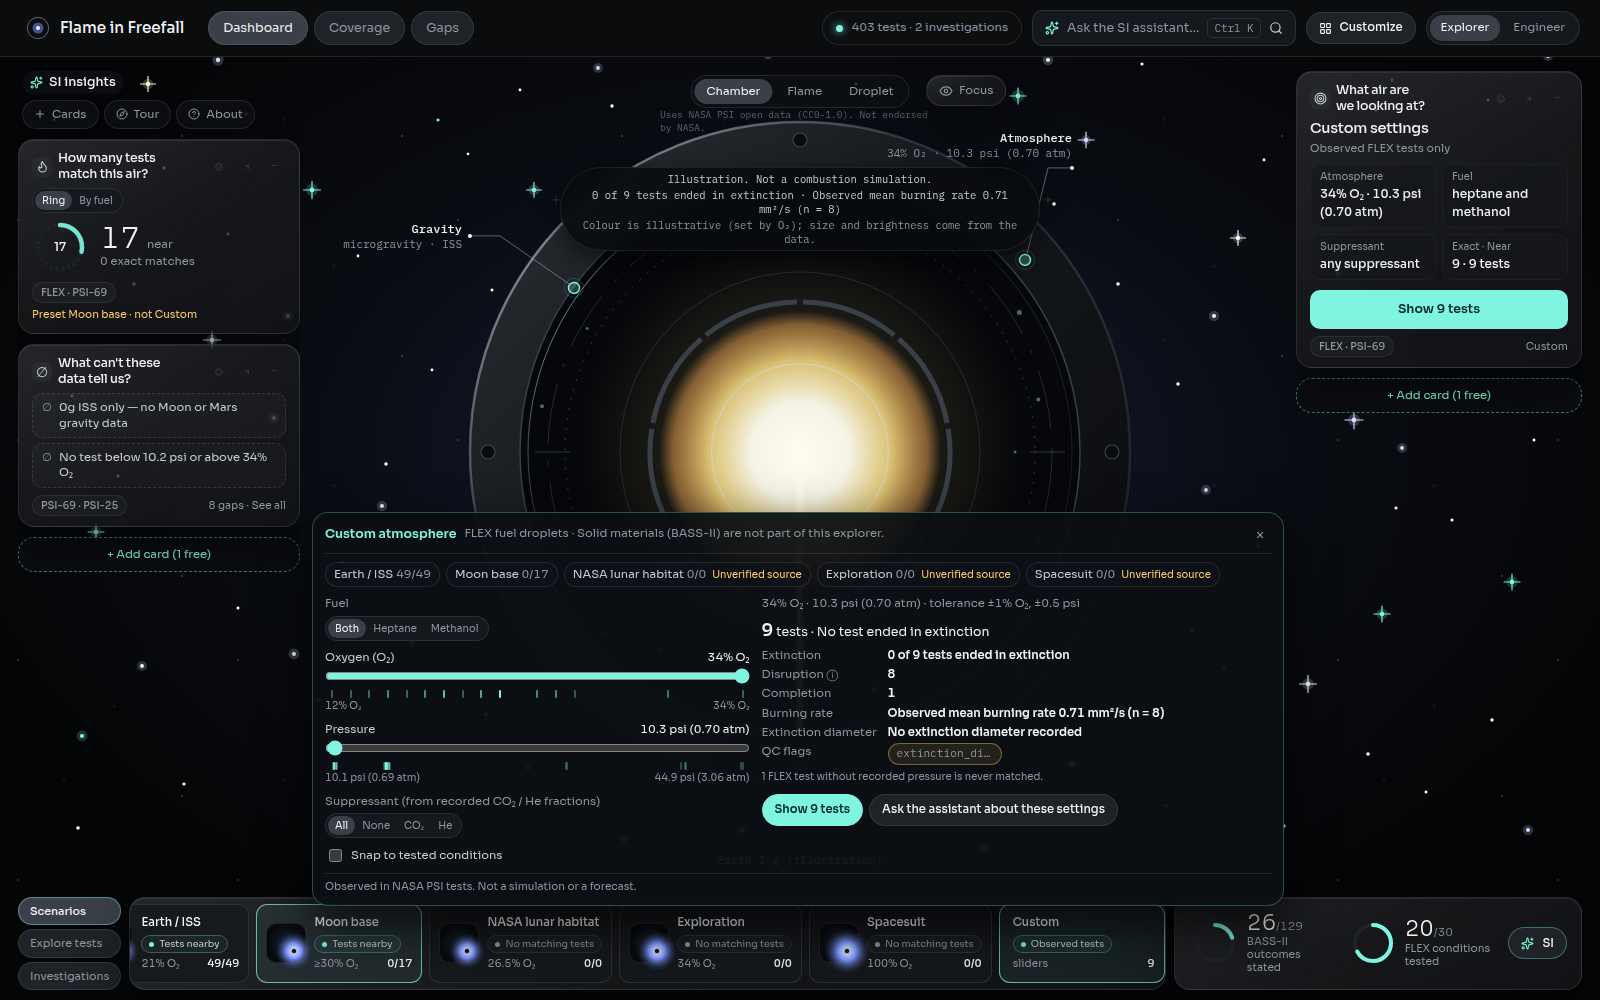 Flame in Freefall
Dashboard
Coverage
Gaps
403 tests · 2 investigations
Ask the SI assistant...
Ctrl K
Customize
Explorer
Engineer
SI insights
Cards
Tour
About
How many tests
match this air?
Ring
By fuel
17
17 near
0 exact matches
FLEX · PSI-69
Preset Moon base · not Custom
What can't these
data tell us?
∅ 0g ISS only — no Moon or Mars
gravity data
∅ No test below 10.2 psi or above 34%
O₂
PSI-69 · PSI-25
8 gaps · See all
+ Add card (1 free)
Chamber
Flame
Droplet
Focus
Uses NASA PSI open data (CC0-1.0). Not endorsed
by NASA.
Atmosphere
34% O₂ · 10.3 psi (0.70 atm)
Illustration. Not a combustion simulation.
0 of 9 tests ended in extinction · Observed mean burning rate 0.71
mm²/s (n = 8)
Colour is illustrative (set by O₂); size and brightness come from the
data.
Gravity
microgravity · ISS
What air are
we looking at?
Custom settings
Observed FLEX tests only
Atmosphere
34% O₂ · 10.3 psi
(0.70 atm)
Fuel
heptane and
methanol
Suppressant
any suppressant
Exact · Near
9 · 9 tests
Show 9 tests
FLEX · PSI-69
Custom
+ Add card (1 free)
Custom atmosphere FLEX fuel droplets · Solid materials (BASS-II) are not part of this explorer.
×
Earth / ISS 49/49
Moon base 0/17
NASA lunar habitat 0/0 Unverified source
Exploration 0/0 Unverified source
Spacesuit 0/0 Unverified source
Fuel
Both
Heptane
Methanol
Oxygen (O₂)
34% O₂
12% O₂
34% O₂
Pressure
10.3 psi (0.70 atm)
10.1 psi (0.69 atm)
44.9 psi (3.06 atm)
Suppressant (from recorded CO₂ / He fractions)
All
None
CO₂
He
Snap to tested conditions
34% O₂ · 10.3 psi (0.70 atm) · tolerance ±1% O₂, ±0.5 psi
9 tests · No test ended in extinction
Extinction 0 of 9 tests ended in extinction
Disruption 8
Completion 1
Burning rate Observed mean burning rate 0.71 mm²/s (n = 8)
Extinction diameter No extinction diameter recorded
QC flags extinction_di…
1 FLEX test without recorded pressure is never matched.
Show 9 tests
Ask the assistant about these settings
Earth 1 g (illustration)
Observed in NASA PSI tests. Not a simulation or a forecast.
Scenarios
Explore tests
Investigations
Earth / ISS
Tests nearby
21% O₂ 49/49
Moon base
Tests nearby
≥30% O₂ 0/17
NASA lunar habitat
No matching tests
26.5% O₂ 0/0
Exploration
No matching tests
34% O₂ 0/0
Spacesuit
No matching tests
100% O₂ 0/0
Custom
Observed tests
sliders 9
26/129
BASS-II
outcomes
stated
20/30
FLEX conditions
tested
SI